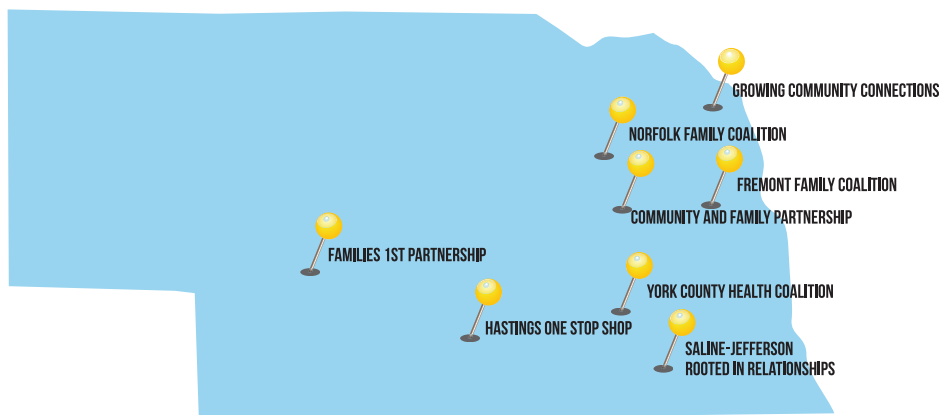 GROWING COMMUNITY CONNECTIONS
NORFOLK FAMILY COALITION
FREMONT FAMILY COALITION
COMMUNITY AND FAMILY PARTNERSHIP
FAMILIES 1ST PARTNERSHIP
YORK COUNTY HEALTH COALITION
HASTINGS ONE STOP SHOP
SALINE-JEFFERSON
ROOTED IN RELATIONSHIPS